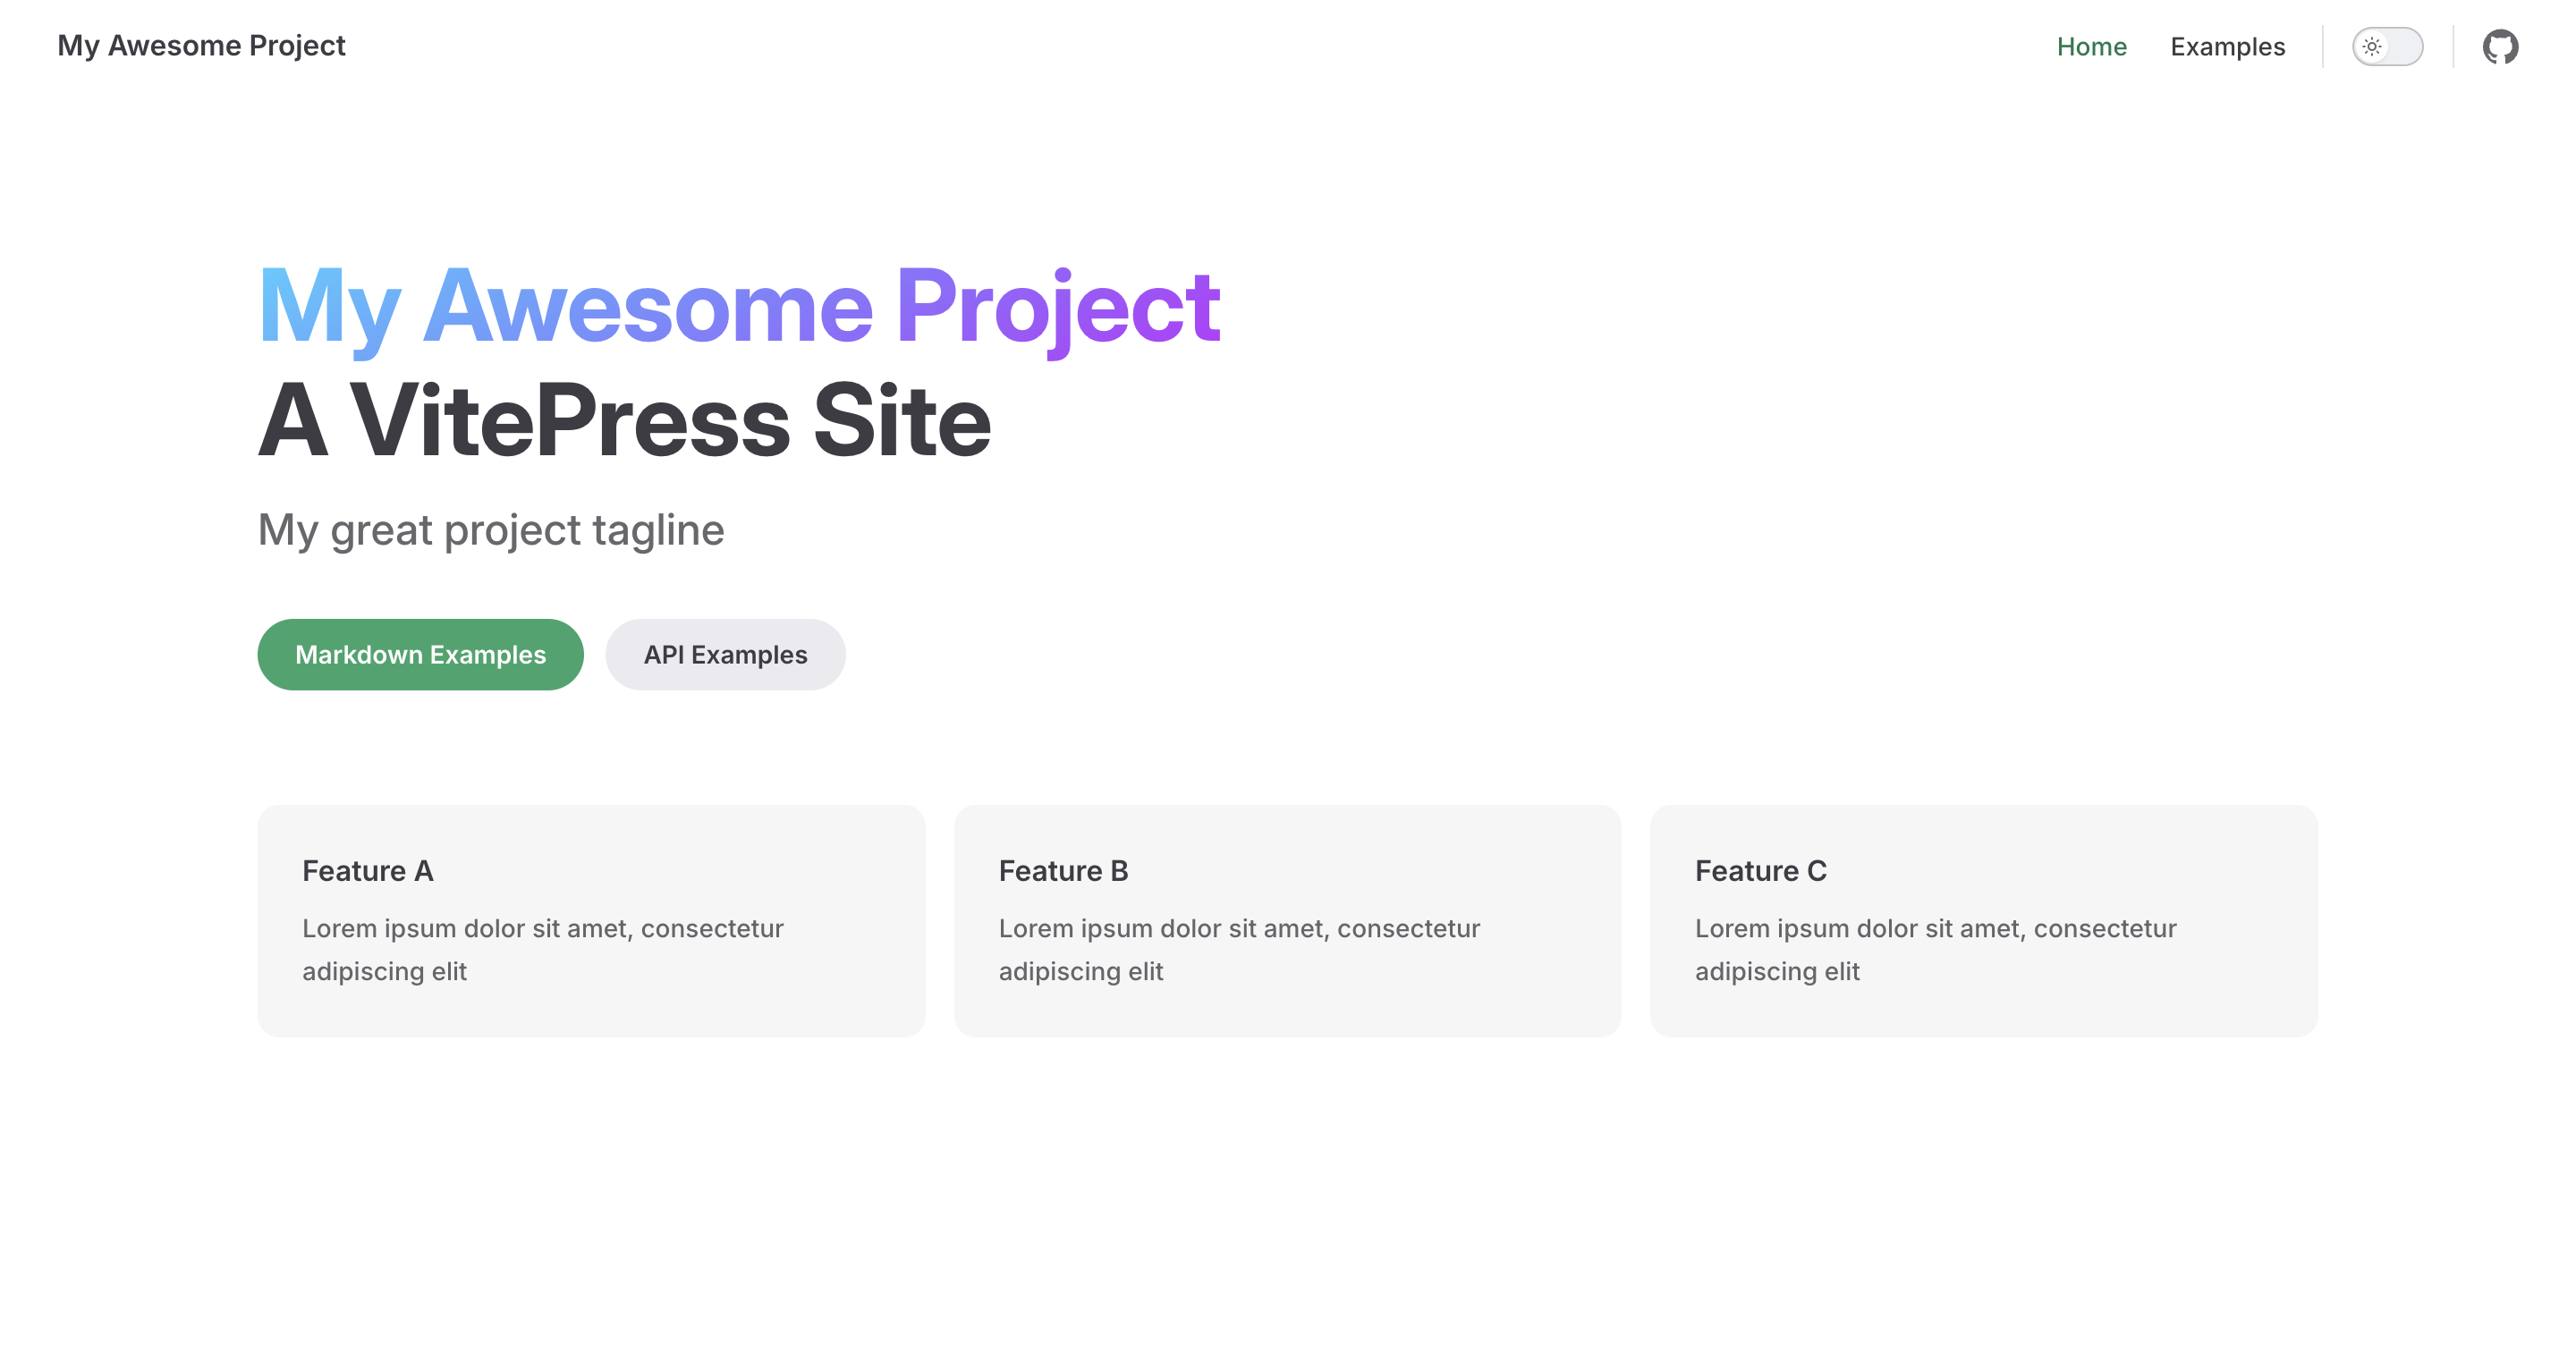 My Awesome Project
Home
Examples
My Awesome Project
A VitePress Site
My great project tagline
Markdown Examples
API Examples
Feature A
Lorem ipsum dolor sit amet, consectetur
adipiscing elit
Feature B
Lorem ipsum dolor sit amet, consectetur
adipiscing elit
Feature C
Lorem ipsum dolor sit amet, consectetur
adipiscing elit